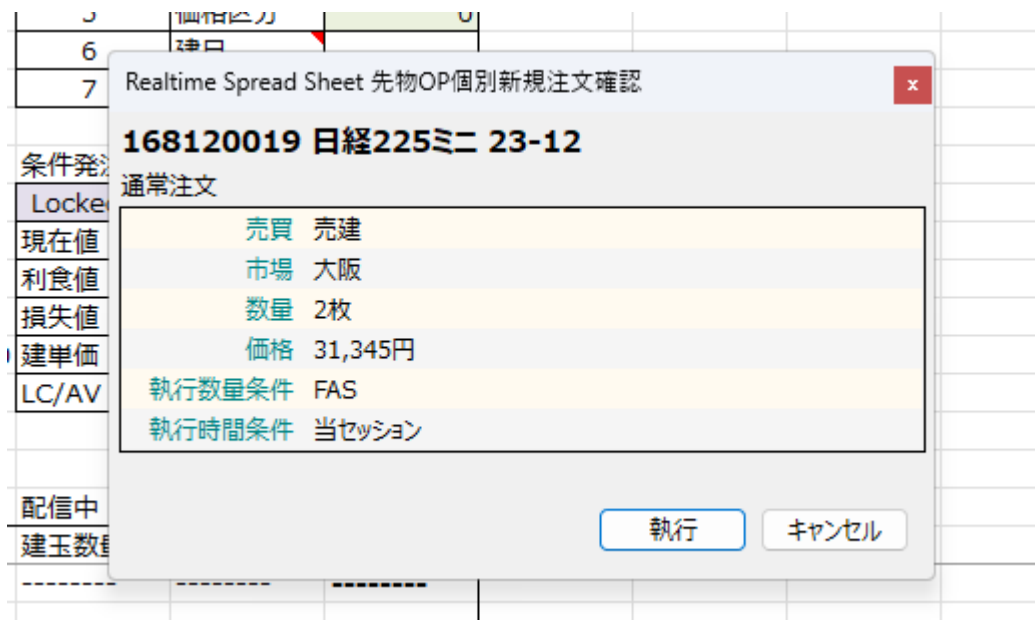 5 価格区分 0
6 建日
7
Realtime Spread Sheet 先物OP個別新規注文確認
x
168120019 日経225ミニ 23-12
条件発
通常注文
Locke
売買 売建
現在値
市場 大阪
利食値
数量 2枚
損失値
価格 31,345円
建単価
執行数量条件 FAS
LC/AV
執行時間条件 当セッション
配信中
執行 キャンセル
建玉数
-------- -------- --------